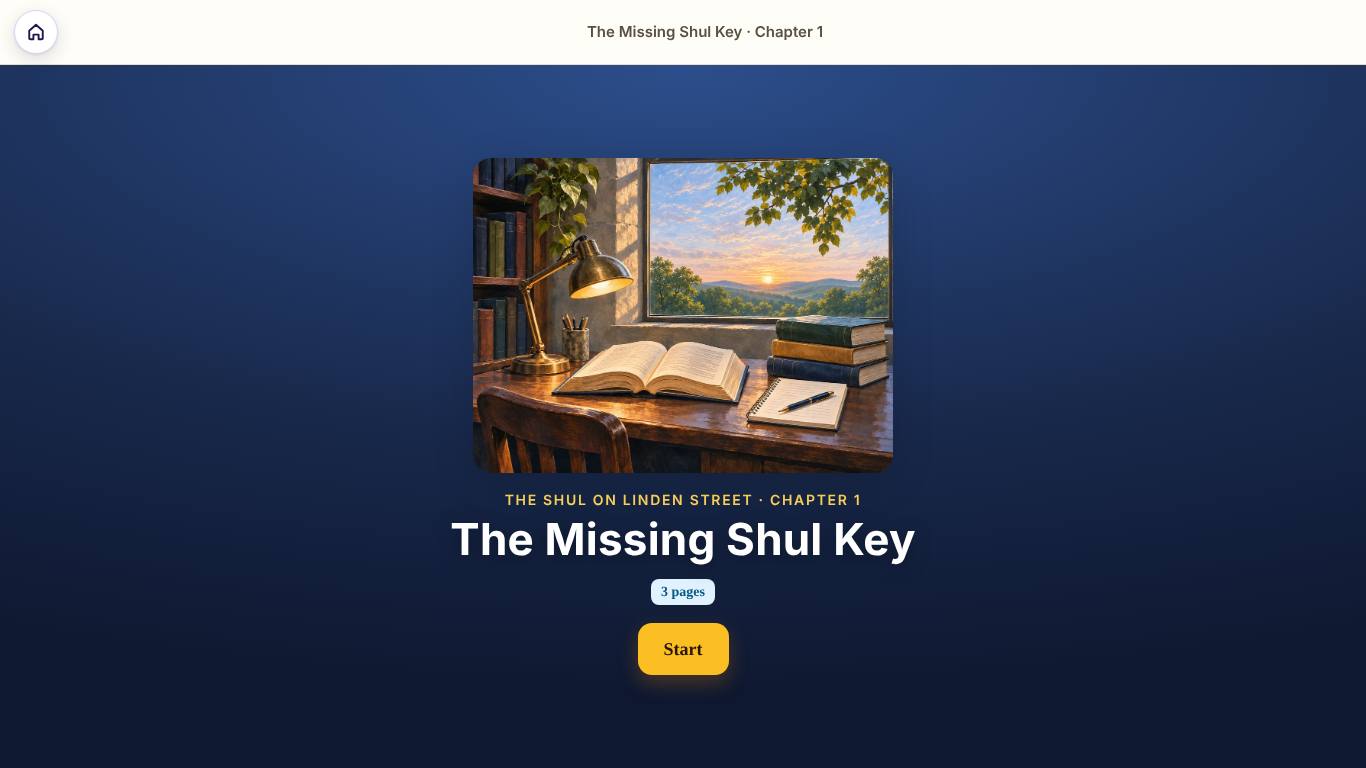 The Missing Shul Key · Chapter 1
THE SHUL ON LINDEN STREET · CHAPTER 1
The Missing Shul Key
3 pages
Start